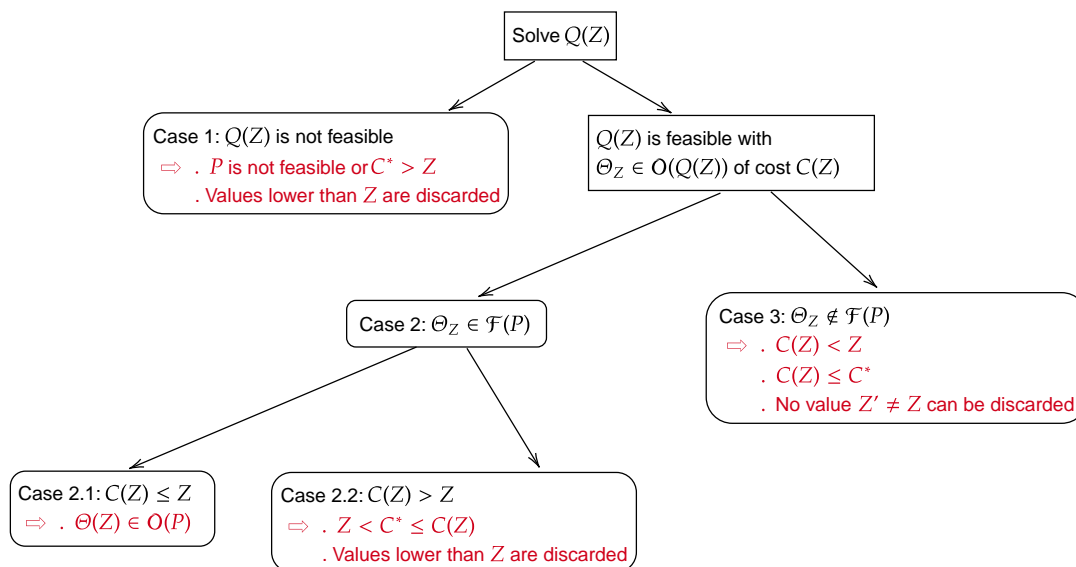 Solve Q(Z)
Case 1: Q(Z) is not feasible
⇨ . P is not feasible or C* > Z
. Values lower than Z are discarded
Q(Z) is feasible with
Θ_Z ∈ O(Q(Z)) of cost C(Z)
Case 2: Θ_Z ∈ ℱ(P)
Case 3: Θ_Z ∉ ℱ(P)
⇨ . C(Z) < Z
. C(Z) ≤ C*
. No value Z′ ≠ Z can be discarded
Case 2.1: C(Z) ≤ Z
⇨ . Θ(Z) ∈ O(P)
Case 2.2: C(Z) > Z
⇨ . Z < C* ≤ C(Z)
. Values lower than Z are discarded